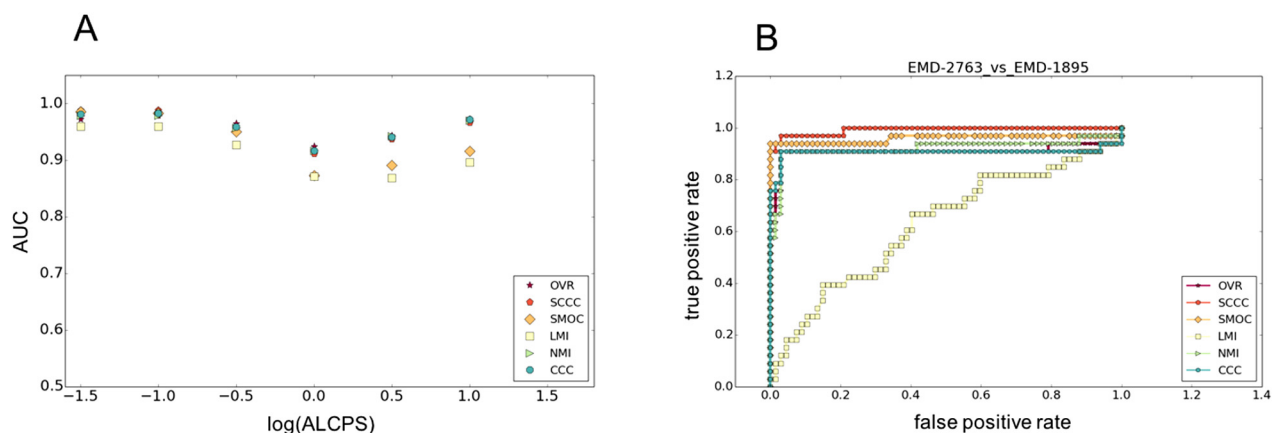 A
AUC
1.0
0.9
0.8
0.7
0.6
0.5
−1.5 −1.0 −0.5 0.0 0.5 1.0 1.5
log(ALCPS)
OVR
SCCC
SMOC
LMI
NMI
CCC
B
EMD-2763_vs_EMD-1895
true positive rate
1.2
1.0
0.8
0.6
0.4
0.2
0.0
0.0 0.2 0.4 0.6 0.8 1.0 1.2 1.4
false positive rate
OVR
SCCC
SMOC
LMI
NMI
CCC